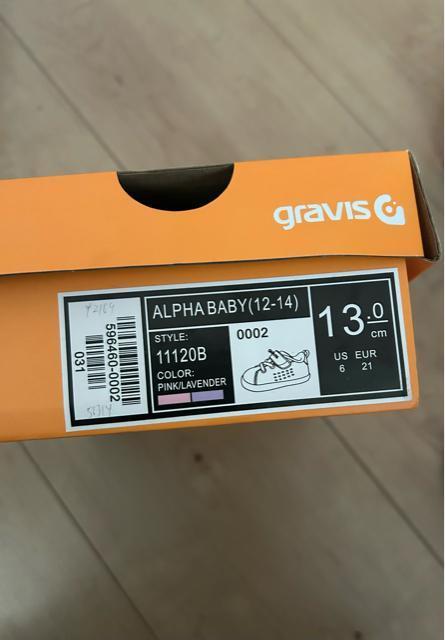 gravis
ALPHA BABY(12-14)
STYLE:
11120B
COLOR:
PINK/LAVENDER
0002
13.0
cm
US EUR
6 21
596460-0002
031